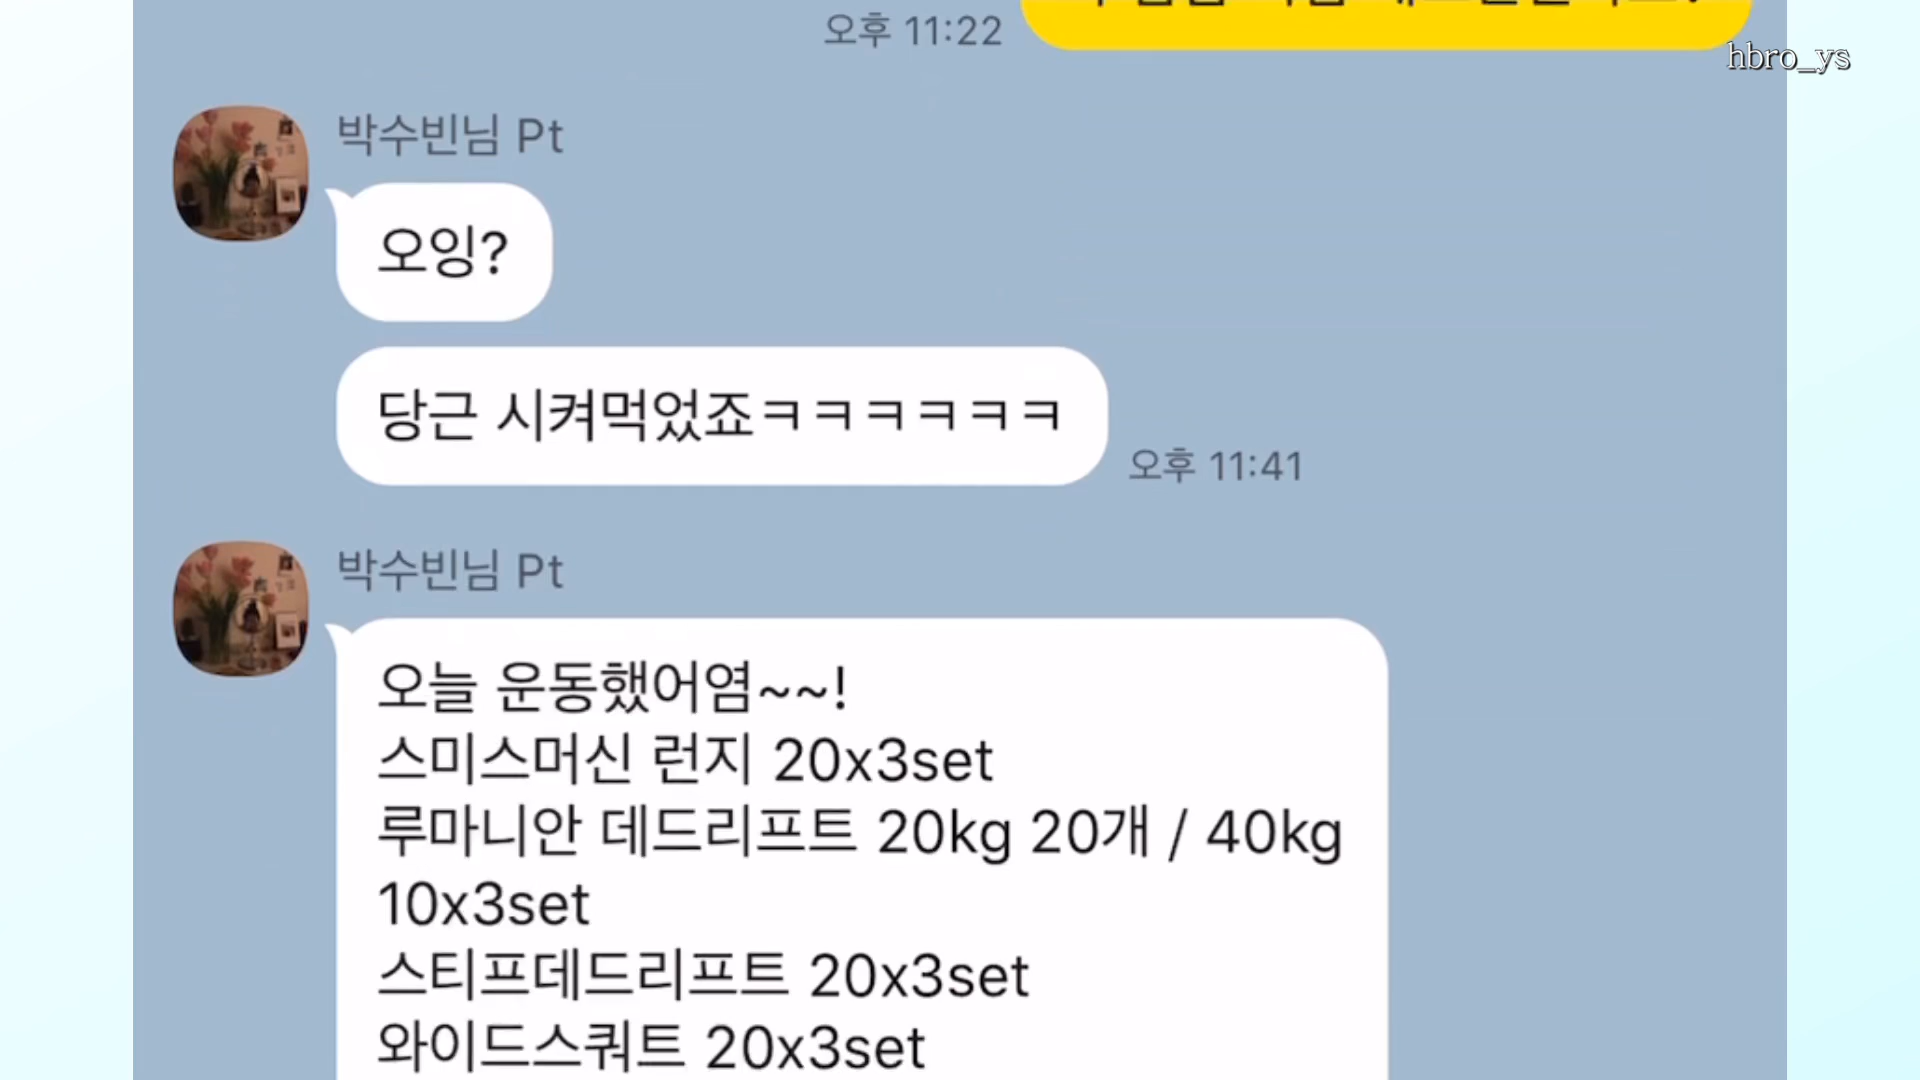 오후 11:22
hbro_ys
박수빈님 Pt
오잉?
당근 시켜먹었죠ㅋㅋㅋㅋㅋㅋ
오후 11:41
박수빈님 Pt
오늘 운동했어염~~!
스미스머신 런지 20x3set
루마니안 데드리프트 20kg 20개 / 40kg
10x3set
스티프데드리프트 20x3set
와이드스쿼트 20x3set